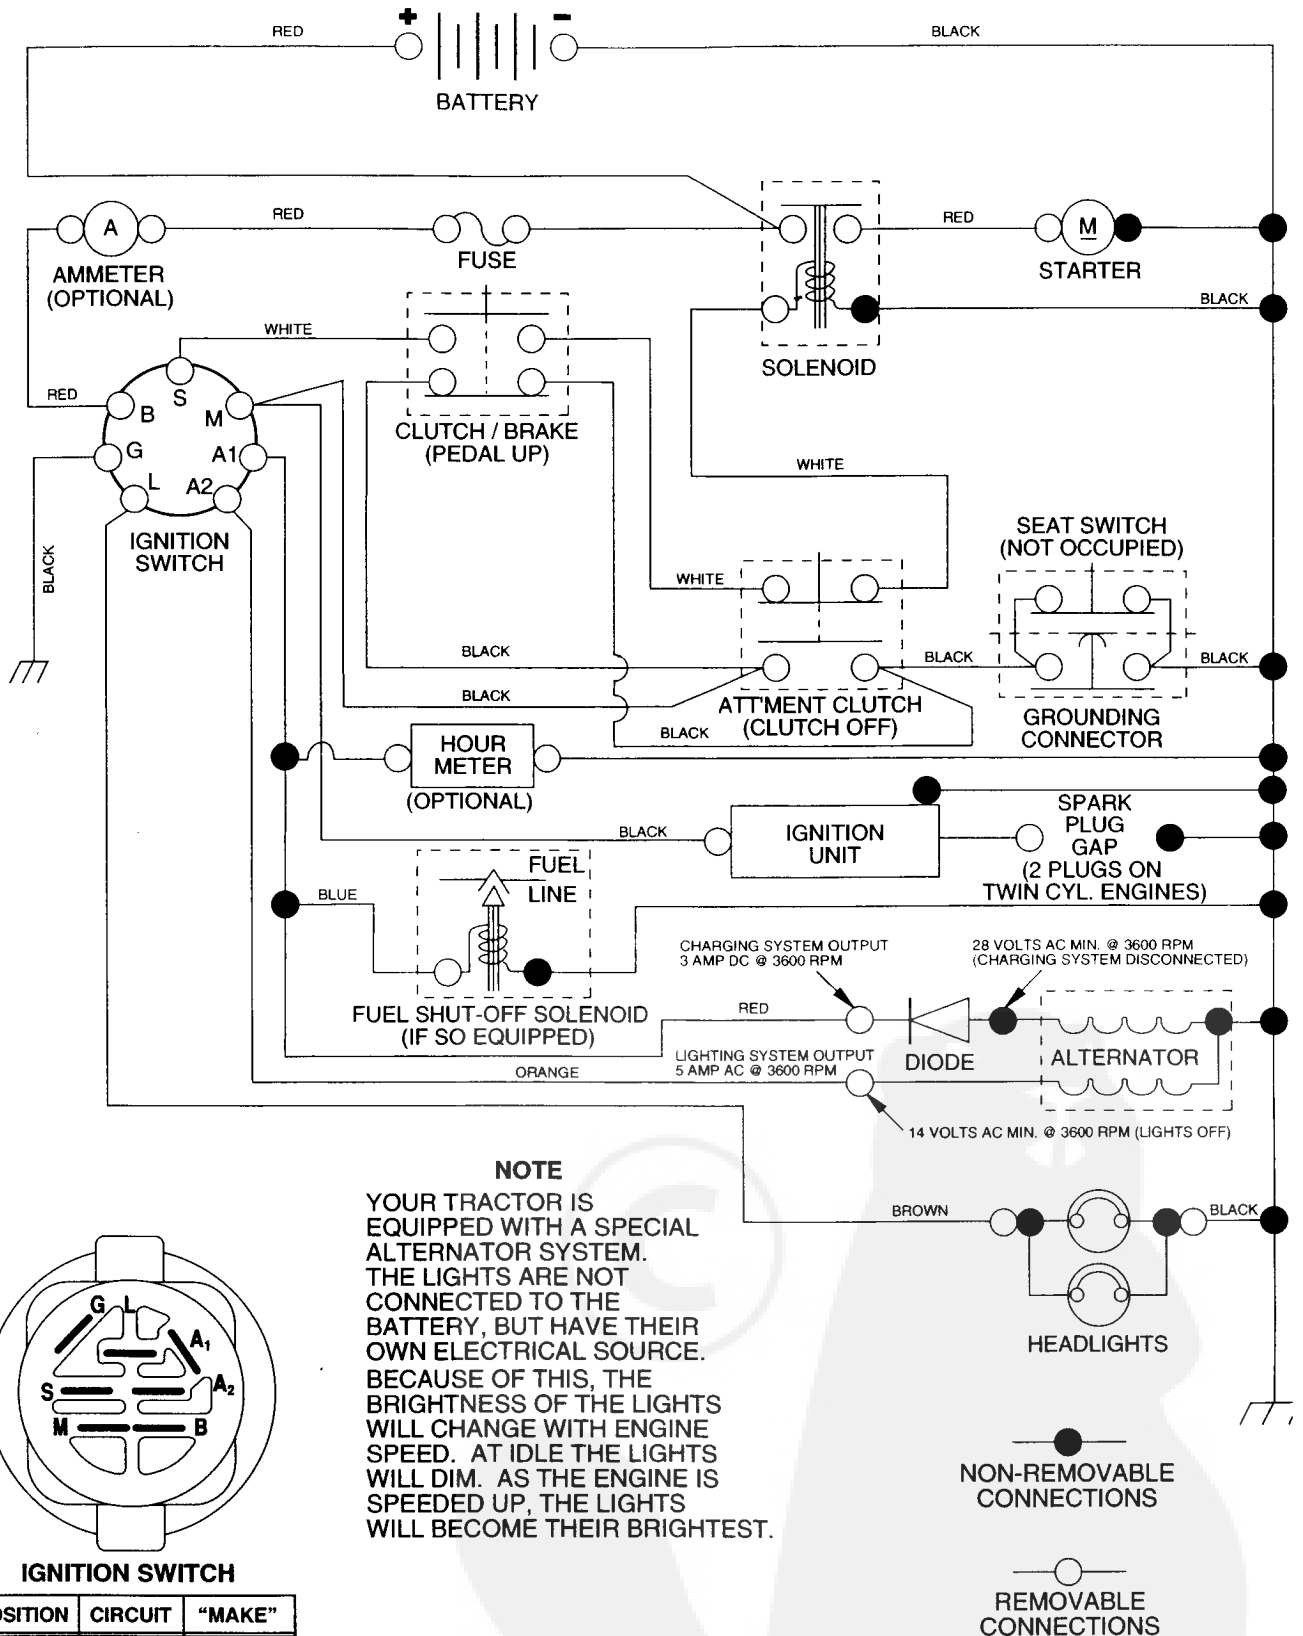 + -
RED
BLACK
BATTERY
A
RED
FUSE
RED
M
STARTER
AMMETER
(OPTIONAL)
WHITE
BLACK
SOLENOID
RED
S
B
M
G
A1
L
A2
CLUTCH / BRAKE
(PEDAL UP)
WHITE
IGNITION
SWITCH
BLACK
SEAT SWITCH
(NOT OCCUPIED)
WHITE
BLACK
BLACK
BLACK
BLACK
ATT'MENT CLUTCH
(CLUTCH OFF)
BLACK
GROUNDING
CONNECTOR
HOUR
METER
(OPTIONAL)
BLACK
IGNITION
UNIT
SPARK
PLUG
GAP
(2 PLUGS ON
TWIN CYL. ENGINES)
FUEL
LINE
BLUE
FUEL SHUT-OFF SOLENOID
(IF SO EQUIPPED)
CHARGING SYSTEM OUTPUT
3 AMP DC @ 3600 RPM
28 VOLTS AC MIN. @ 3600 RPM
(CHARGING SYSTEM DISCONNECTED)
RED
DIODE
ALTERNATOR
LIGHTING SYSTEM OUTPUT
5 AMP AC @ 3600 RPM
ORANGE
14 VOLTS AC MIN. @ 3600 RPM (LIGHTS OFF)
NOTE
YOUR TRACTOR IS
EQUIPPED WITH A SPECIAL
ALTERNATOR SYSTEM.
THE LIGHTS ARE NOT
CONNECTED TO THE
BATTERY, BUT HAVE THEIR
OWN ELECTRICAL SOURCE.
BECAUSE OF THIS, THE
BRIGHTNESS OF THE LIGHTS
WILL CHANGE WITH ENGINE
SPEED. AT IDLE THE LIGHTS
WILL DIM. AS THE ENGINE IS
SPEEDED UP, THE LIGHTS
WILL BECOME THEIR BRIGHTEST.
BROWN
BLACK
HEADLIGHTS
G L
A1
S
A2
M
B
IGNITION SWITCH
OSITION CIRCUIT "MAKE"
NON-REMOVABLE
CONNECTIONS
REMOVABLE
CONNECTIONS
©